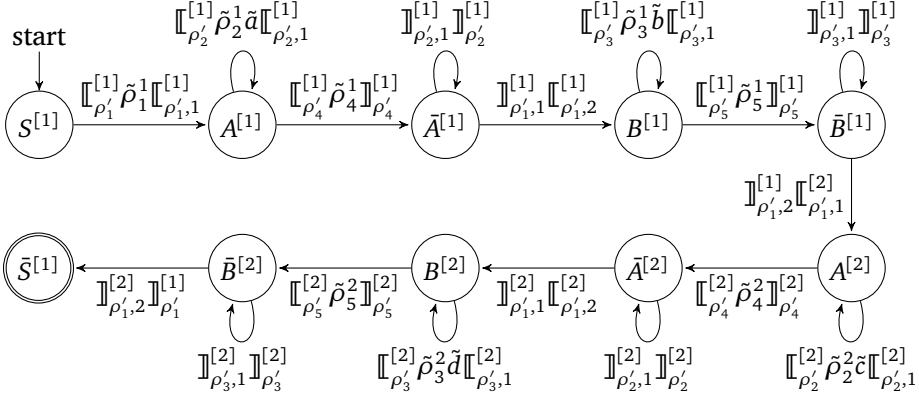 ⟦^{[1]}_{ρ′_2} ρ̃^1_2 ã ⟦^{[1]}_{ρ′_2,1}
⟧^{[1]}_{ρ′_2,1} ⟧^{[1]}_{ρ′_2}
⟦^{[1]}_{ρ′_3} ρ̃^1_3 b̃ ⟦^{[1]}_{ρ′_3,1}
⟧^{[1]}_{ρ′_3,1} ⟧^{[1]}_{ρ′_3}
start
⟦^{[1]}_{ρ′_1} ρ̃^1_1 ⟦^{[1]}_{ρ′_1,1}
⟦^{[1]}_{ρ′_4} ρ̃^1_4 ⟧^{[1]}_{ρ′_4}
⟧^{[1]}_{ρ′_1,1} ⟦^{[1]}_{ρ′_1,2}
⟦^{[1]}_{ρ′_5} ρ̃^1_5 ⟧^{[1]}_{ρ′_5}
S^{[1]}
A^{[1]}
Ā^{[1]}
B^{[1]}
B̄^{[1]}
⟧^{[1]}_{ρ′_1,2} ⟦^{[2]}_{ρ′_1,1}
S̄^{[1]}
B̄^{[2]}
B^{[2]}
Ā^{[2]}
A^{[2]}
⟧^{[2]}_{ρ′_1,2} ⟧^{[1]}_{ρ′_1}
⟦^{[2]}_{ρ′_5} ρ̃^2_5 ⟧^{[2]}_{ρ′_5}
⟧^{[2]}_{ρ′_1,1} ⟦^{[2]}_{ρ′_1,2}
⟦^{[2]}_{ρ′_4} ρ̃^2_4 ⟧^{[2]}_{ρ′_4}
⟧^{[2]}_{ρ′_3,1} ⟧^{[2]}_{ρ′_3}
⟦^{[2]}_{ρ′_3} ρ̃^2_3 d̃ ⟦^{[2]}_{ρ′_3,1}
⟧^{[2]}_{ρ′_2,1} ⟧^{[2]}_{ρ′_2}
⟦^{[2]}_{ρ′_2} ρ̃^2_2 c̃ ⟦^{[2]}_{ρ′_2,1}